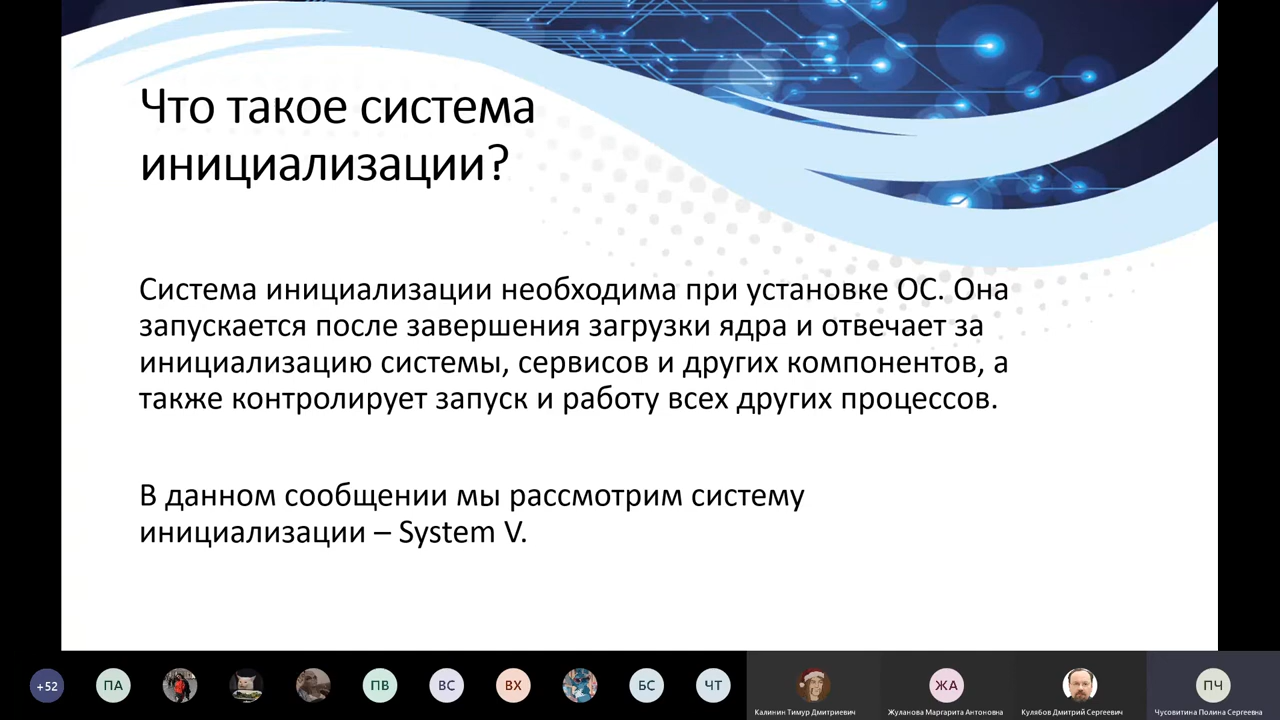 Что такое система
инициализации?
Система инициализации необходима при установке ОС. Она
запускается после завершения загрузки ядра и отвечает за
инициализацию системы, сервисов и других компонентов, а
также контролирует запуск и работу всех других процессов.
В данном сообщении мы рассмотрим систему
инициализации – System V.
+52
ПА
ПВ
ВС
ВХ
БС
ЧТ
ЖА
ПЧ
Калинин Тимур Дмитриевич
Жуланова Маргарита Антоновна
Кулябов Дмитрий Сергеевич
Чусовитина Полина Сергеевна